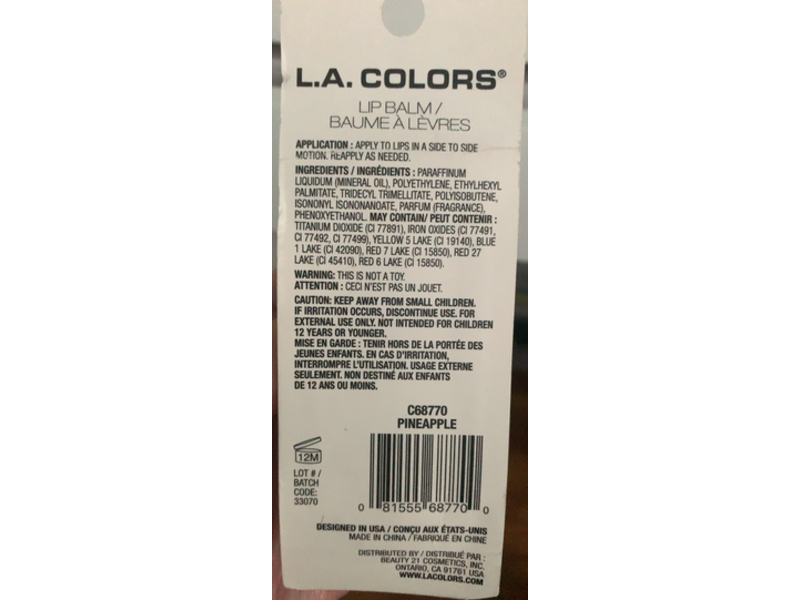 L.A. COLORS®
LIP BALM /
BAUME À LÈVRES
APPLICATION : APPLY TO LIPS IN A SIDE TO SIDE
MOTION. REAPPLY AS NEEDED.
INGREDIENTS / INGRÉDIENTS : PARAFFINUM
LIQUIDUM (MINERAL OIL), POLYETHYLENE, ETHYLHEXYL
PALMITATE, TRIDECYL TRIMELLITATE, POLYISOBUTENE,
ISONONYL ISONONANOATE, PARFUM (FRAGRANCE),
PHENOXYETHANOL. MAY CONTAIN/ PEUT CONTENIR :
TITANIUM DIOXIDE (CI 77891), IRON OXIDES (CI 77491,
CI 77492, CI 77499), YELLOW 5 LAKE (CI 19140), BLUE
1 LAKE (CI 42090), RED 7 LAKE (CI 15850), RED 27
LAKE (CI 45410), RED 6 LAKE (CI 15850).
WARNING: THIS IS NOT A TOY.
ATTENTION : CECI N'EST PAS UN JOUET.
CAUTION: KEEP AWAY FROM SMALL CHILDREN.
IF IRRITATION OCCURS, DISCONTINUE USE. FOR
EXTERNAL USE ONLY. NOT INTENDED FOR CHILDREN
12 YEARS OR YOUNGER.
MISE EN GARDE : TENIR HORS DE LA PORTÉE DES
JEUNES ENFANTS. EN CAS D'IRRITATION,
INTERROMPRE L'UTILISATION. USAGE EXTERNE
SEULEMENT. NON DESTINÉ AUX ENFANTS
DE 12 ANS OU MOINS.
C68770
PINEAPPLE
12M
LOT # /
BATCH
CODE:
33070
0 81555 68770 0
DESIGNED IN USA / CONÇU AUX ÉTATS-UNIS
MADE IN CHINA / FABRIQUÉ EN CHINE
DISTRIBUTED BY / DISTRIBUÉ PAR :
BEAUTY 21 COSMETICS, INC.
ONTARIO, CA 91761 USA
WWW.LACOLORS.COM